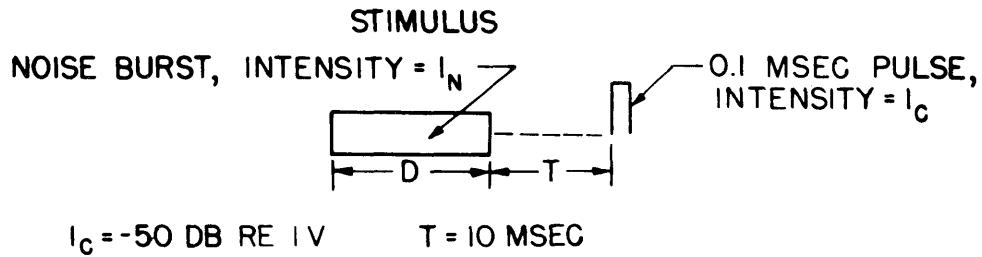 STIMULUS
NOISE BURST, INTENSITY = I_N
0.1 MSEC PULSE,
INTENSITY = I_C
D
T
I_C = -50 DB RE 1 V T = 10 MSEC